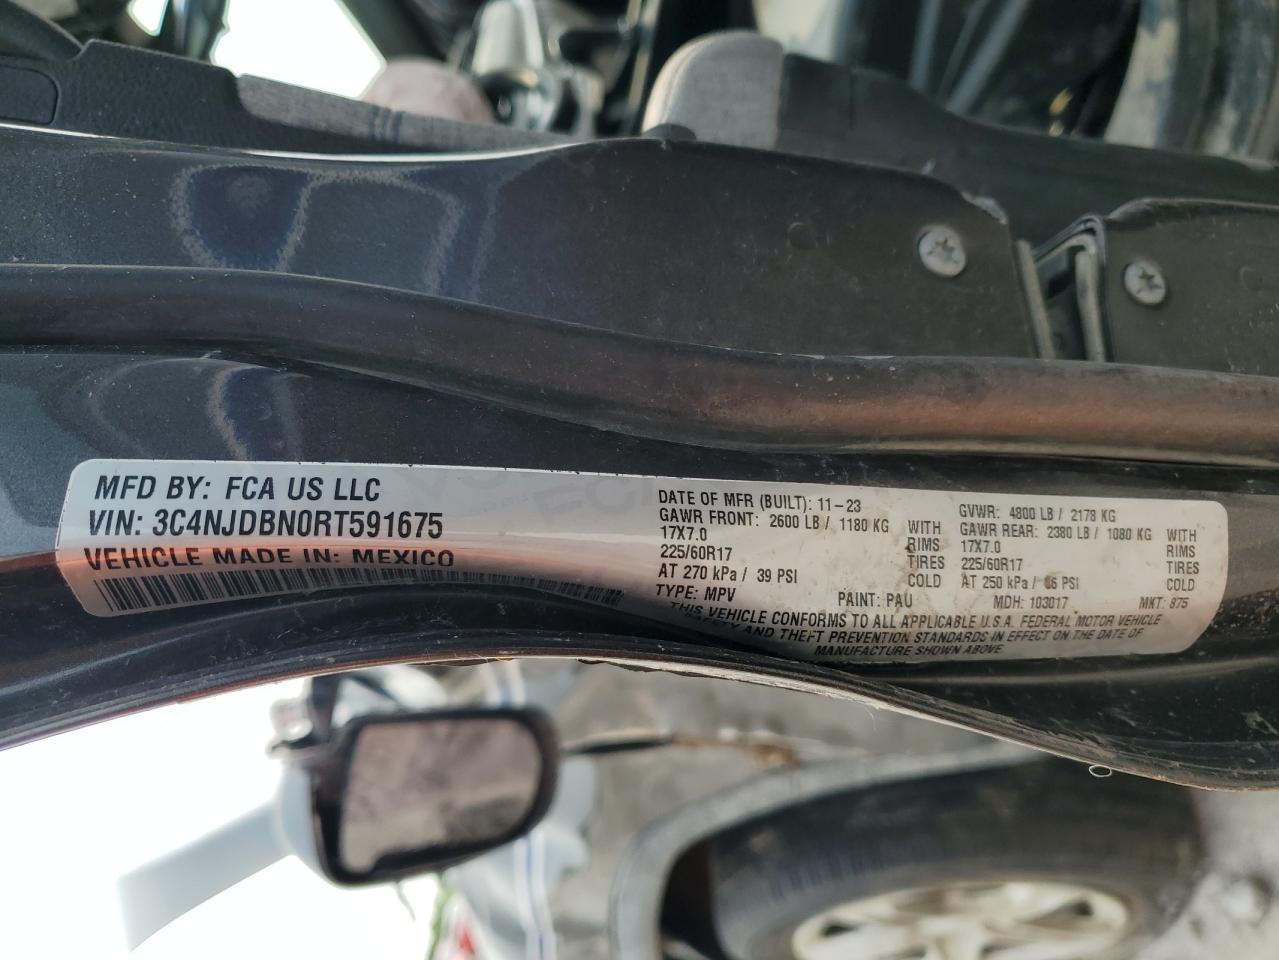 MFD BY: FCA US LLC
VIN: 3C4NJDBN0RT591675
VEHICLE MADE IN: MEXICO
DATE OF MFR (BUILT): 11-23
GAWR FRONT: 2600 LB / 1180 KG WITH
17X7.0 RIMS
225/60R17 TIRES
AT 270 kPa / 39 PSI COLD
GVWR: 4800 LB / 2178 KG
GAWR REAR: 2380 LB / 1080 KG WITH
17X7.0 RIMS
225/60R17 TIRES
AT 250 kPa / PSI COLD
TYPE: MPV PAINT: PAU MDH: 103017 MKT: 875
THIS VEHICLE CONFORMS TO ALL APPLICABLE U.S.A. FEDERAL MOTOR VEHICLE
SAFETY AND THEFT PREVENTION STANDARDS IN EFFECT ON THE DATE OF
MANUFACTURE SHOWN ABOVE